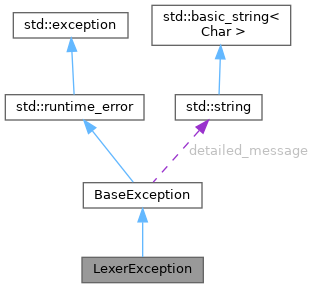 std::exception
std::basic_string<
Char >
std::runtime_error
std::string
detailed_message
BaseException
LexerException